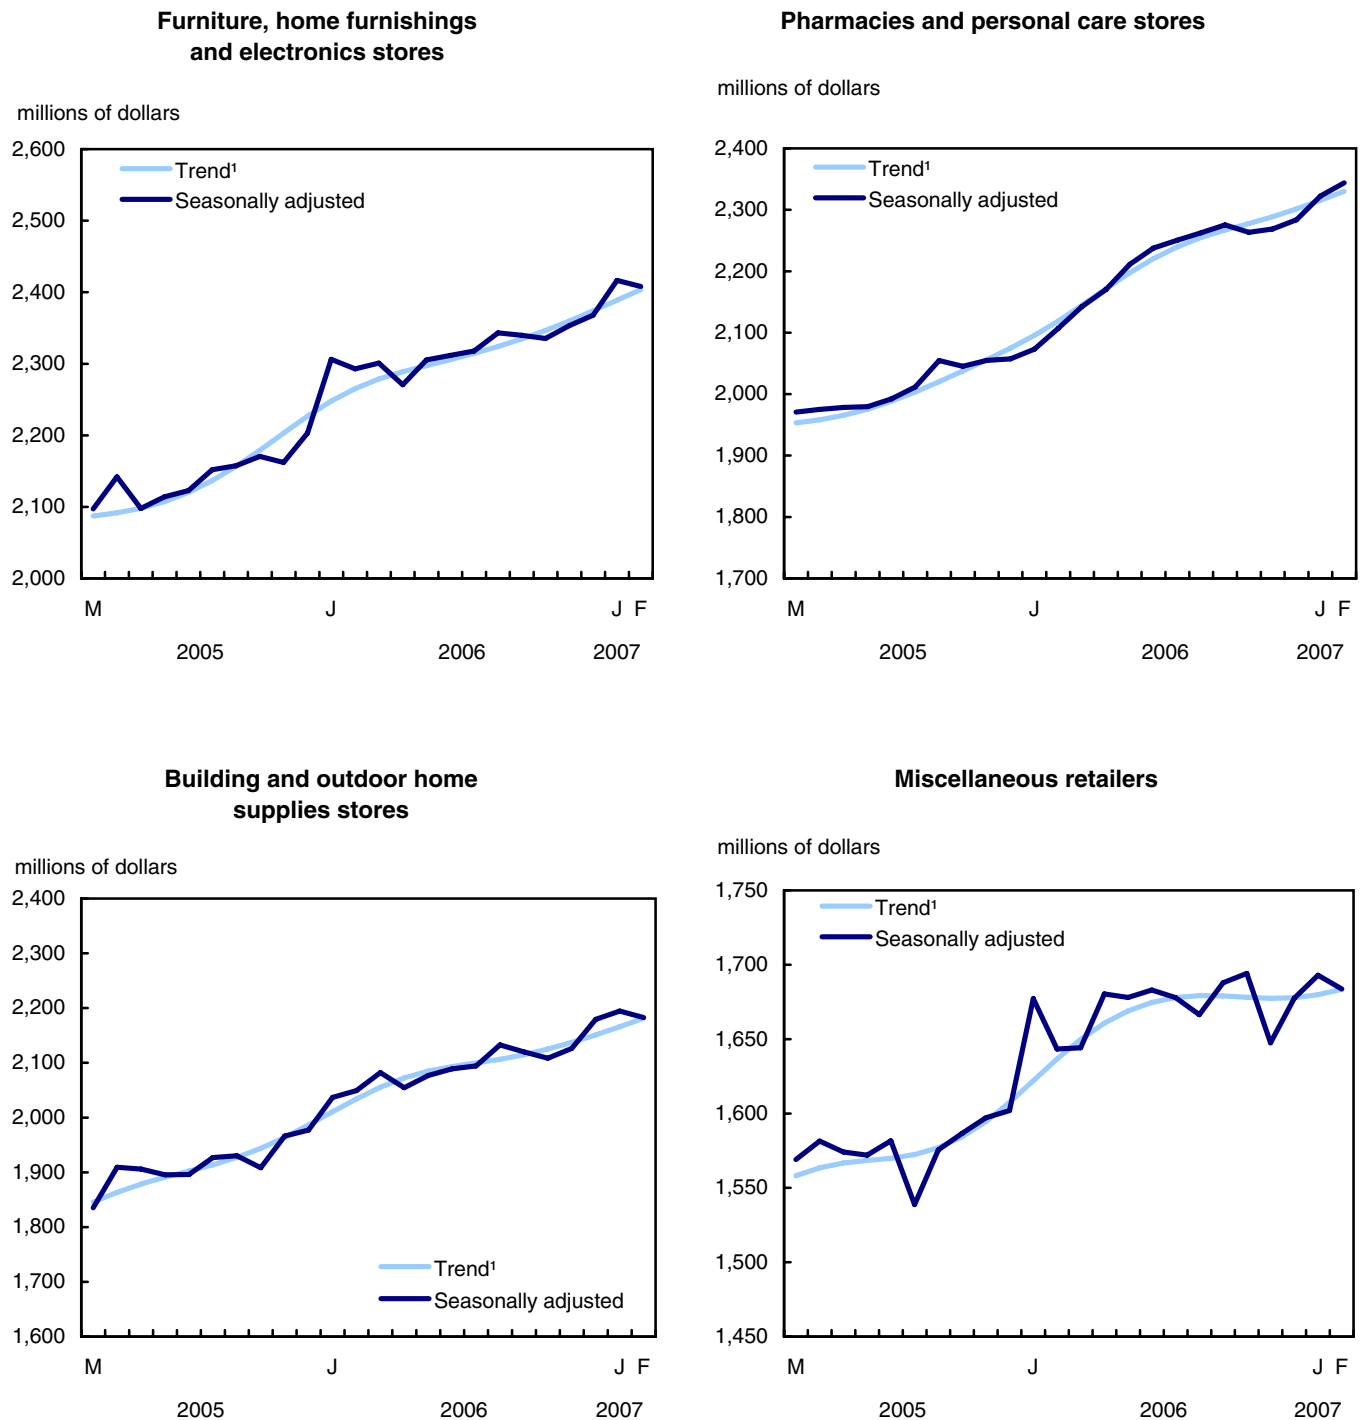 Furniture, home furnishings
and electronics stores
millions of dollars
2,600
2,500
2,400
2,300
2,200
2,100
2,000
Trend¹
Seasonally adjusted
M J J F
2005 2006 2007
Pharmacies and personal care stores
millions of dollars
2,400
2,300
2,200
2,100
2,000
1,900
1,800
1,700
Trend¹
Seasonally adjusted
M J J F
2005 2006 2007
Building and outdoor home
supplies stores
millions of dollars
2,400
2,300
2,200
2,100
2,000
1,900
1,800
1,700
1,600
Trend¹
Seasonally adjusted
M J J F
2005 2006 2007
Miscellaneous retailers
millions of dollars
1,750
1,700
1,650
1,600
1,550
1,500
1,450
Trend¹
Seasonally adjusted
M J J F
2005 2006 2007